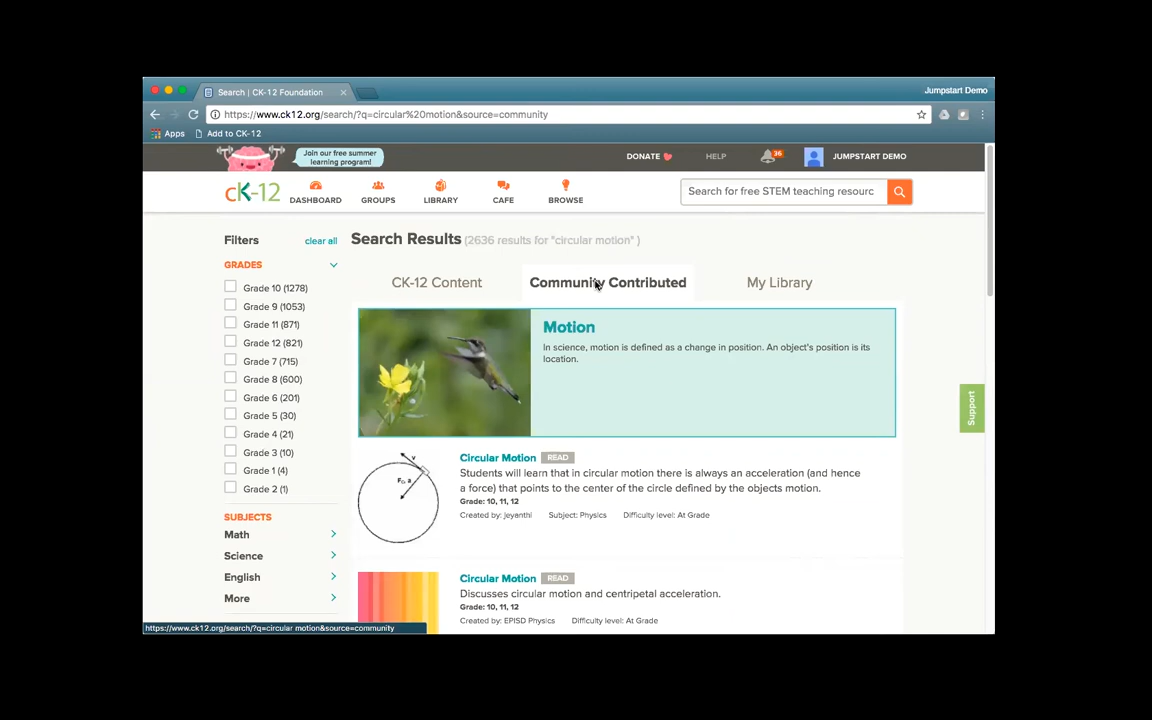 Search | CK-12 Foundation
Jumpstart Demo
https://www.ck12.org/search/?q=circular%20motion&source=community
Apps Add to CK-12
Join our free summer
learning program!
DONATE
HELP
36
JUMPSTART DEMO
cK-12
DASHBOARD
GROUPS
LIBRARY
CAFE
BROWSE
Search for free STEM teaching resourc
Filters
clear all
GRADES
Grade 10 (1278)
Grade 9 (1053)
Grade 11 (871)
Grade 12 (821)
Grade 7 (715)
Grade 8 (600)
Grade 6 (201)
Grade 5 (30)
Grade 4 (21)
Grade 3 (10)
Grade 1 (4)
Grade 2 (1)
SUBJECTS
Math
Science
English
More
Search Results (2636 results for "circular motion" )
CK-12 Content
Community Contributed
My Library
Motion
In science, motion is defined as a change in position. An object's position is its
location.
v
Fc, a
Circular Motion READ
Students will learn that in circular motion there is always an acceleration (and hence
a force) that points to the center of the circle defined by the objects motion.
Grade: 10, 11, 12
Created by: jeyanthi Subject: Physics Difficulty level: At Grade
Circular Motion READ
Discusses circular motion and centripetal acceleration.
Grade: 10, 11, 12
Created by: EPISD Physics Difficulty level: At Grade
Support
https://www.ck12.org/search/?q=circular motion&source=community